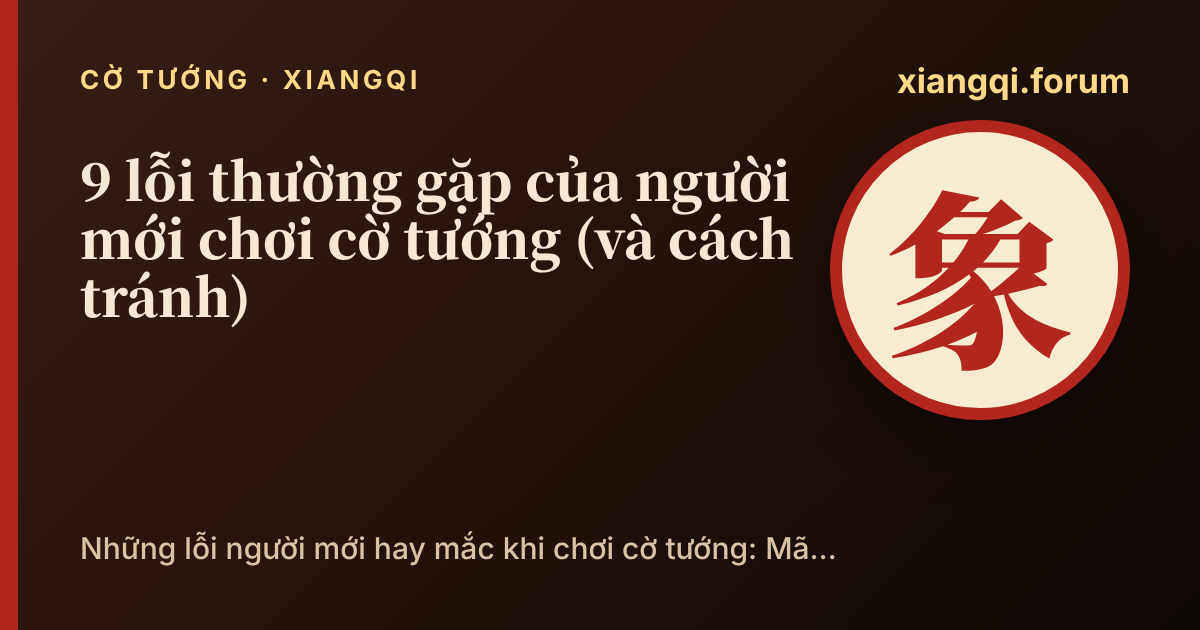 CỜ TƯỚNG · XIANGQI
xiangqi.forum
9 lỗi thường gặp của người
mới chơi cờ tướng (và cách
tránh)
象
Những lỗi người mới hay mắc khi chơi cờ tướng: Mã...